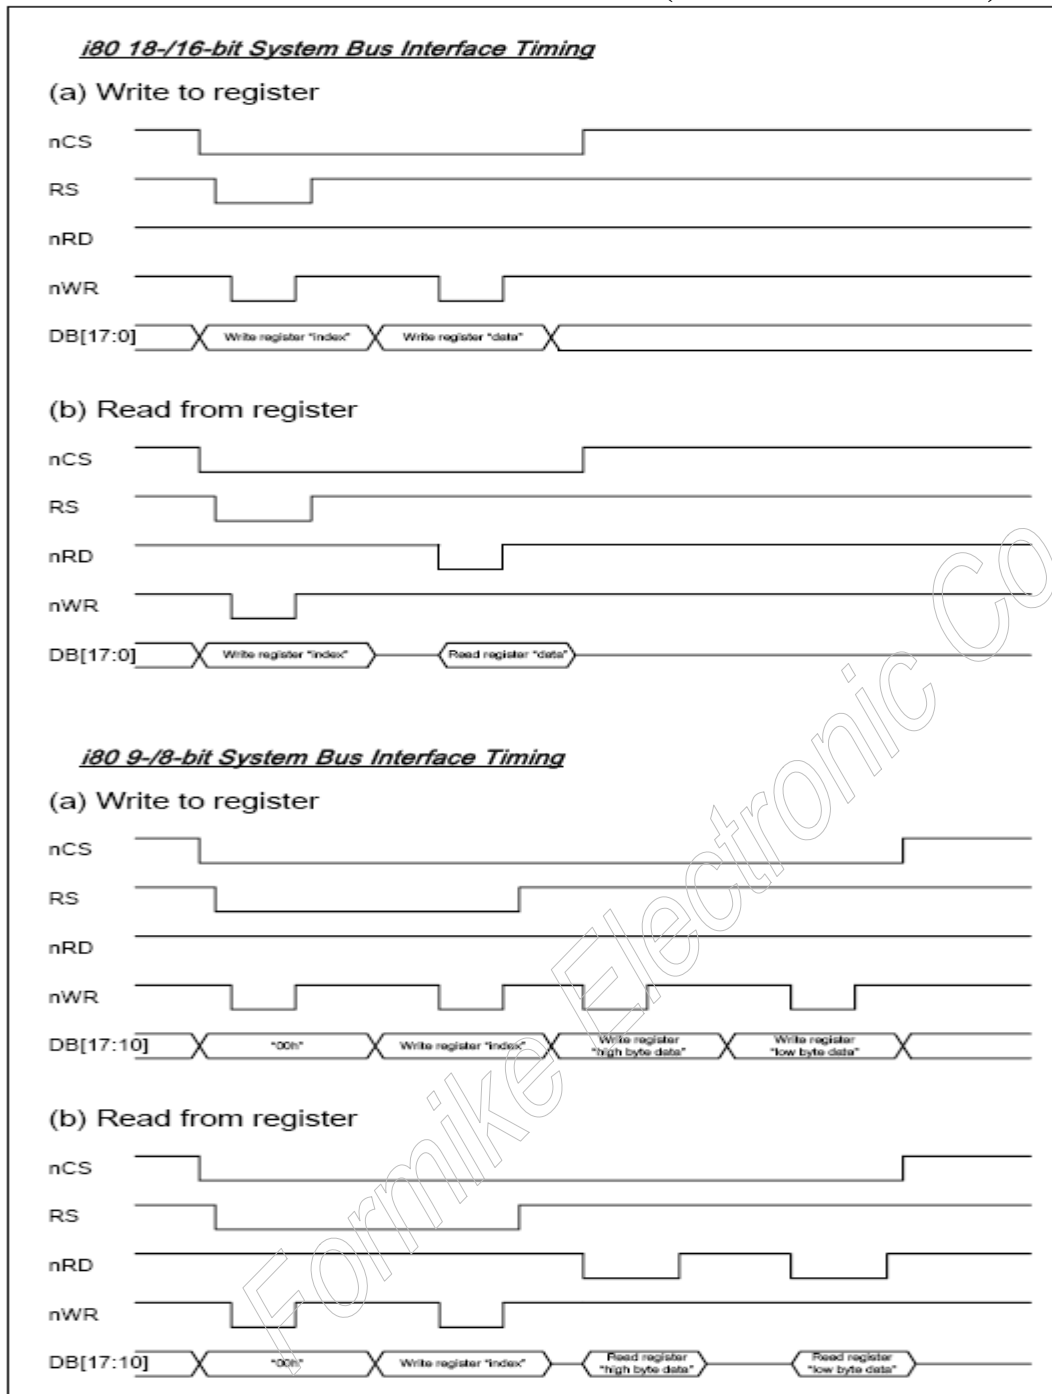 i80 18-/16-bit System Bus Interface Timing
(a) Write to register
nCS
RS
nRD
nWR
DB[17:0] Write register "index" Write register "data"
(b) Read from register
nCS
RS
nRD
nWR
DB[17:0] Write register "index" Read register "data"
i80 9-/8-bit System Bus Interface Timing
(a) Write to register
nCS
RS
nRD
nWR
DB[17:10] "00h" Write register "index" Write register "high byte data" Write register "low byte data"
(b) Read from register
nCS
RS
nRD
nWR
DB[17:10] "00h" Write register "index" Read register "high byte data" Read register "low byte data"
Formike Electronic Co